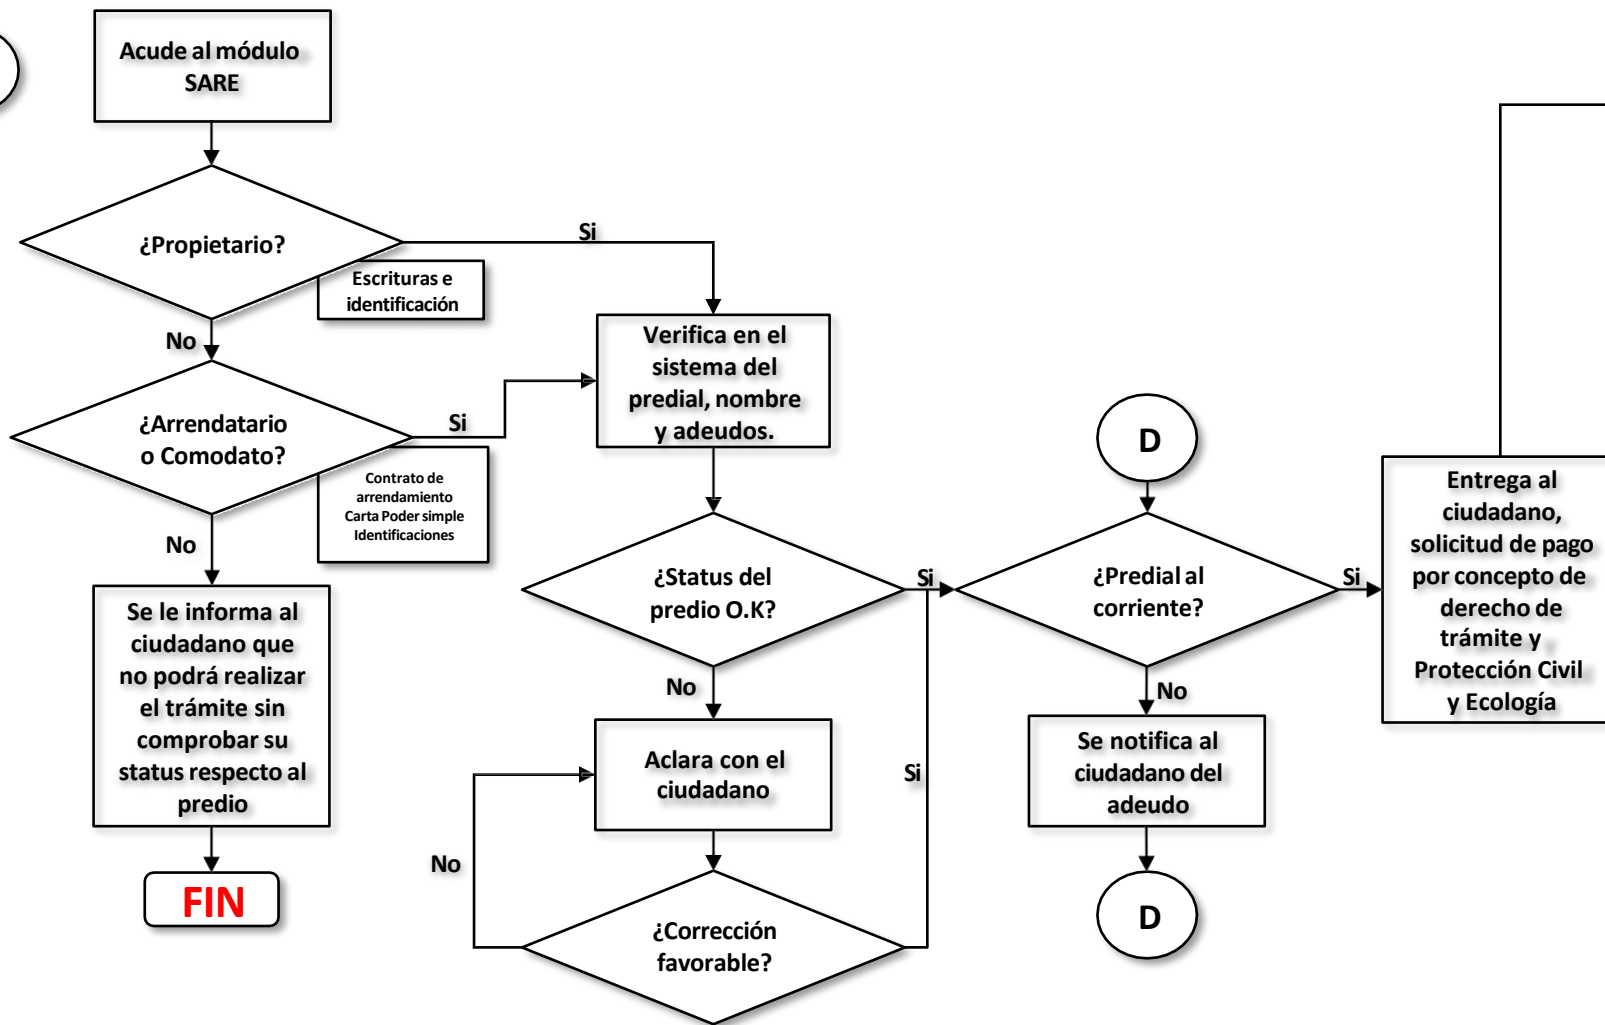 Acude al módulo
SARE
¿Propietario?
Si
Escrituras e
identificación
No
¿Arrendatario
o Comodato?
Si
Contrato de
arrendamiento
Carta Poder simple
Identificaciones
No
Se le informa al
ciudadano que
no podrá realizar
el trámite sin
comprobar su
status respecto al
predio
FIN
Verifica en el
sistema del
predial, nombre
y adeudos.
¿Status del
predio O.K?
Si
No
Aclara con el
ciudadano
No
Si
¿Corrección
favorable?
D
¿Predial al
corriente?
Si
No
Se notifica al
ciudadano del
adeudo
D
Entrega al
ciudadano,
solicitud de pago
por concepto de
derecho de
trámite y ,
Protección Civil
y Ecología